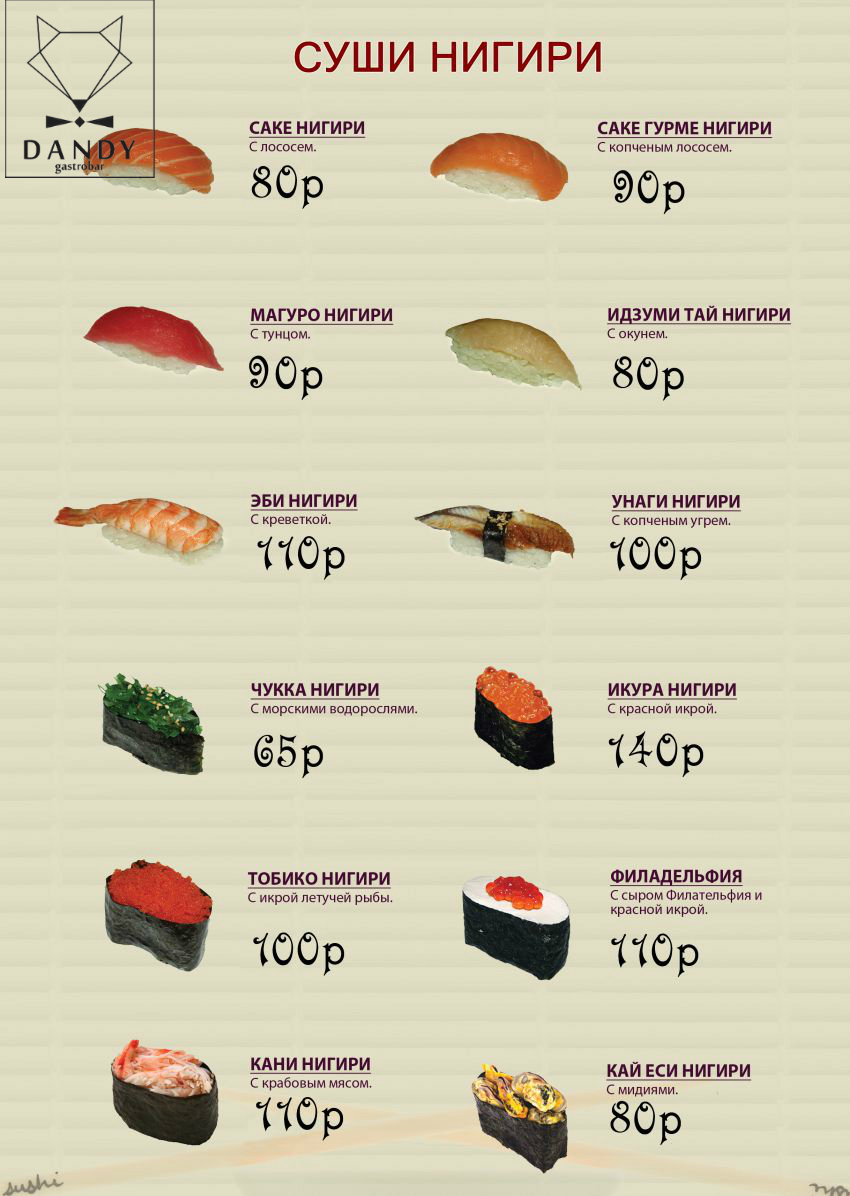 DANDY
gastrobar
СУШИ НИГИРИ
САКЕ НИГИРИ
С лососем.
80р
САКЕ ГУРМЕ НИГИРИ
С копченым лососем.
90р
МАГУРО НИГИРИ
С тунцом.
90р
ИДЗУМИ ТАЙ НИГИРИ
С окунем.
80р
ЭБИ НИГИРИ
С креветкой.
110р
УНАГИ НИГИРИ
С копченым угрем.
100р
ЧУККА НИГИРИ
С морскими водорослями.
65р
ИКУРА НИГИРИ
С красной икрой.
140р
ТОБИКО НИГИРИ
С икрой летучей рыбы.
100р
ФИЛАДЕЛЬФИЯ
С сыром Филательфия и
красной икрой.
110р
КАНИ НИГИРИ
С крабовым мясом.
110р
КАЙ ЕСИ НИГИРИ
С мидиями.
80р
sushi